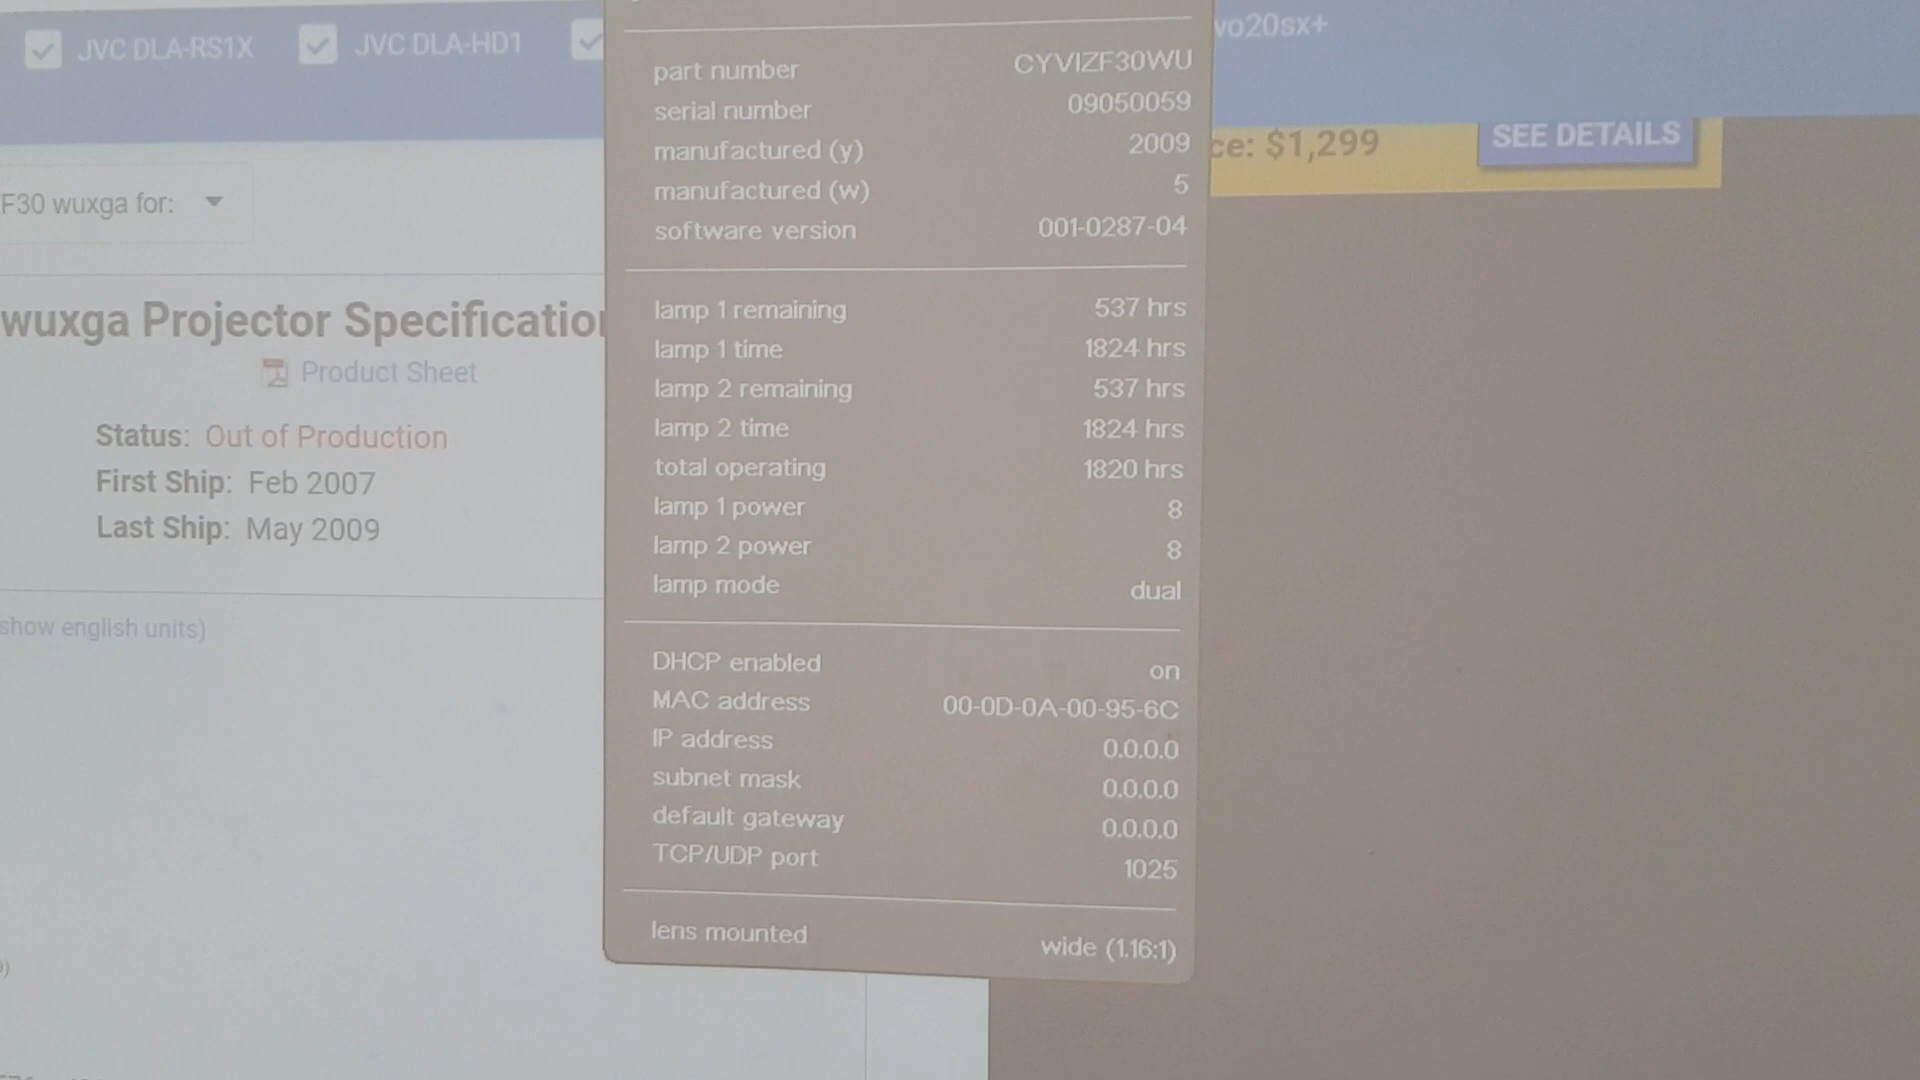 JVC DLA-RS1X JVC DLA-HD1 vo20sx+
part number CYVIZF30WU
serial number 09050059
manufactured (y) 2009
ce: $1,299 SEE DETAILS
manufactured (w) 5
F30 wuxga for:
software version 001-0287-04
wuxga Projector Specification
Product Sheet
Status: Out of Production
First Ship: Feb 2007
Last Ship: May 2009
show english units)
lamp 1 remaining 537 hrs
lamp 1 time 1824 hrs
lamp 2 remaining 537 hrs
lamp 2 time 1824 hrs
total operating 1820 hrs
lamp 1 power 8
lamp 2 power 8
lamp mode dual
DHCP enabled on
MAC address 00-0D-0A-00-95-6C
IP address 0.0.0.0
subnet mask 0.0.0.0
default gateway 0.0.0.0
TCP/UDP port 1025
lens mounted wide (1.16:1)